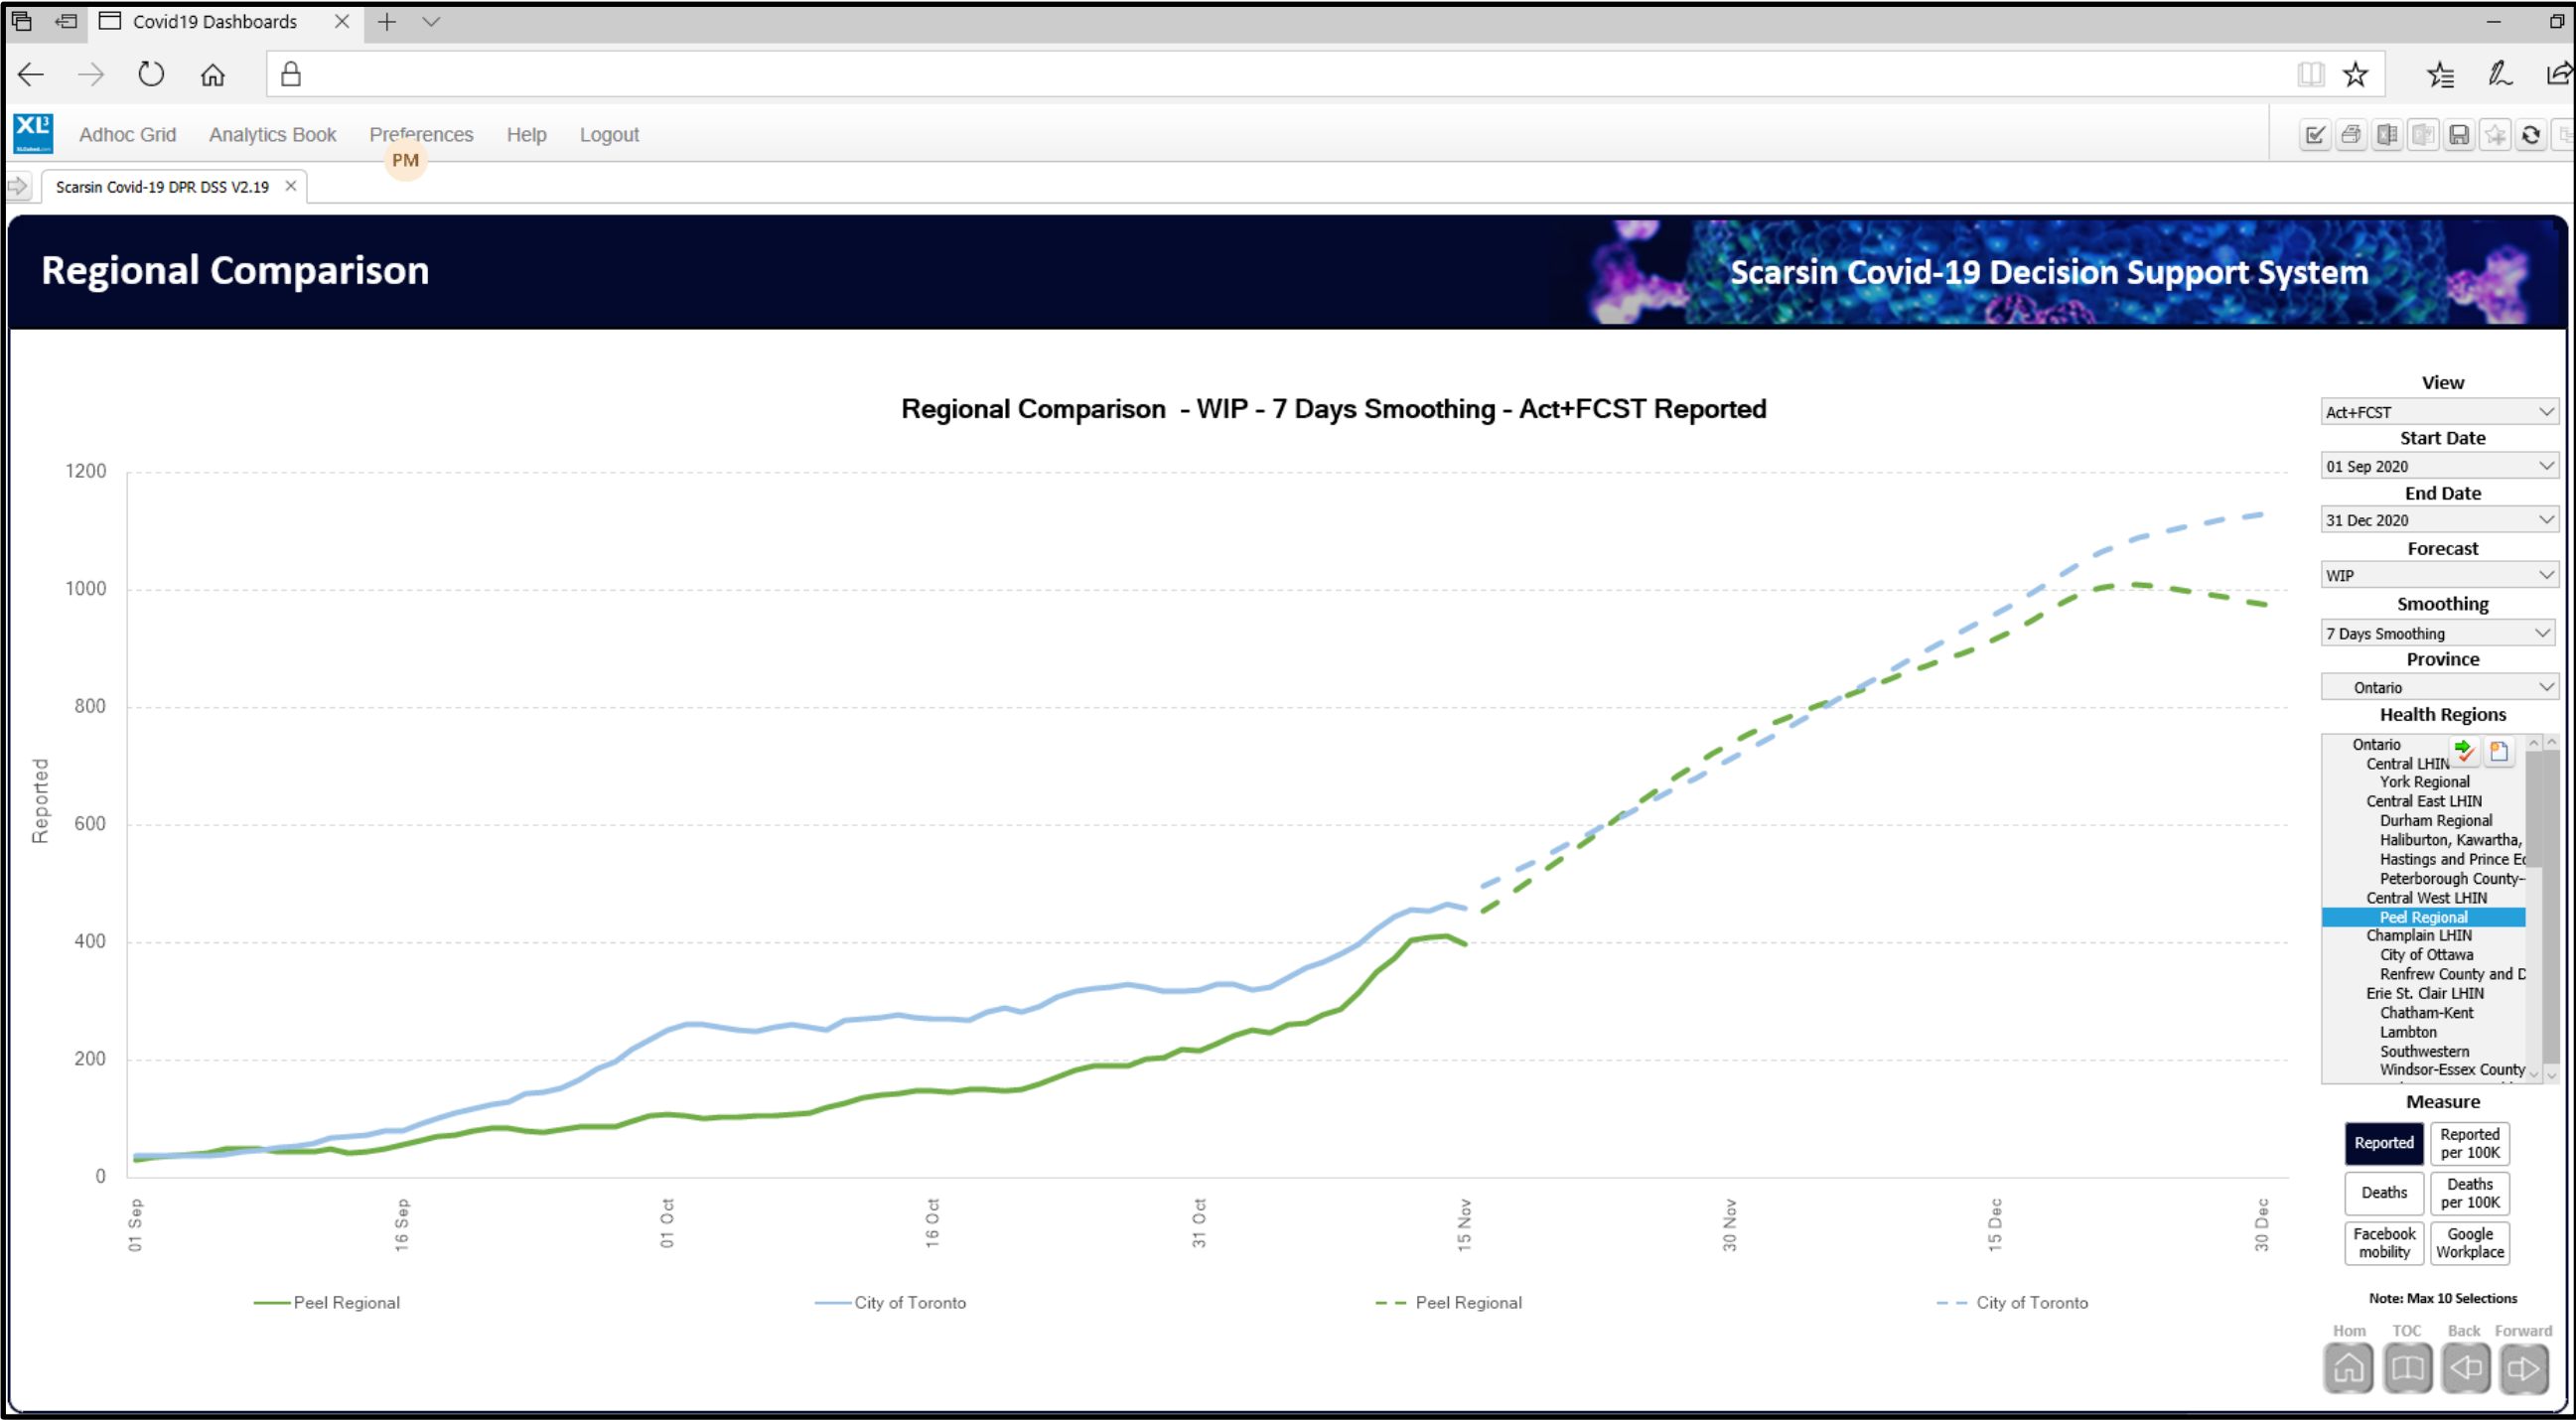 Covid19 Dashboards
XL³
Adhoc Grid Analytics Book Preferences Help Logout
PM
Scarsin Covid-19 DPR DSS V2.19
Regional Comparison
Scarsin Covid-19 Decision Support System
Regional Comparison - WIP - 7 Days Smoothing - Act+FCST Reported
1200
1000
800
600
400
200
0
Reported
01 Sep
16 Sep
01 Oct
16 Oct
31 Oct
15 Nov
30 Nov
15 Dec
30 Dec
Peel Regional City of Toronto Peel Regional City of Toronto
View
Act+FCST
Start Date
01 Sep 2020
End Date
31 Dec 2020
Forecast
WIP
Smoothing
7 Days Smoothing
Province
Ontario
Health Regions
Ontario
Central LHIN
York Regional
Central East LHIN
Durham Regional
Haliburton, Kawartha,
Hastings and Prince Ed
Peterborough County-
Central West LHIN
Peel Regional
Champlain LHIN
City of Ottawa
Renfrew County and D
Erie St. Clair LHIN
Chatham-Kent
Lambton
Southwestern
Windsor-Essex County
Measure
Reported
Reported
per 100K
Deaths
Deaths
per 100K
Facebook
mobility
Google
Workplace
Note: Max 10 Selections
Hom TOC Back Forward